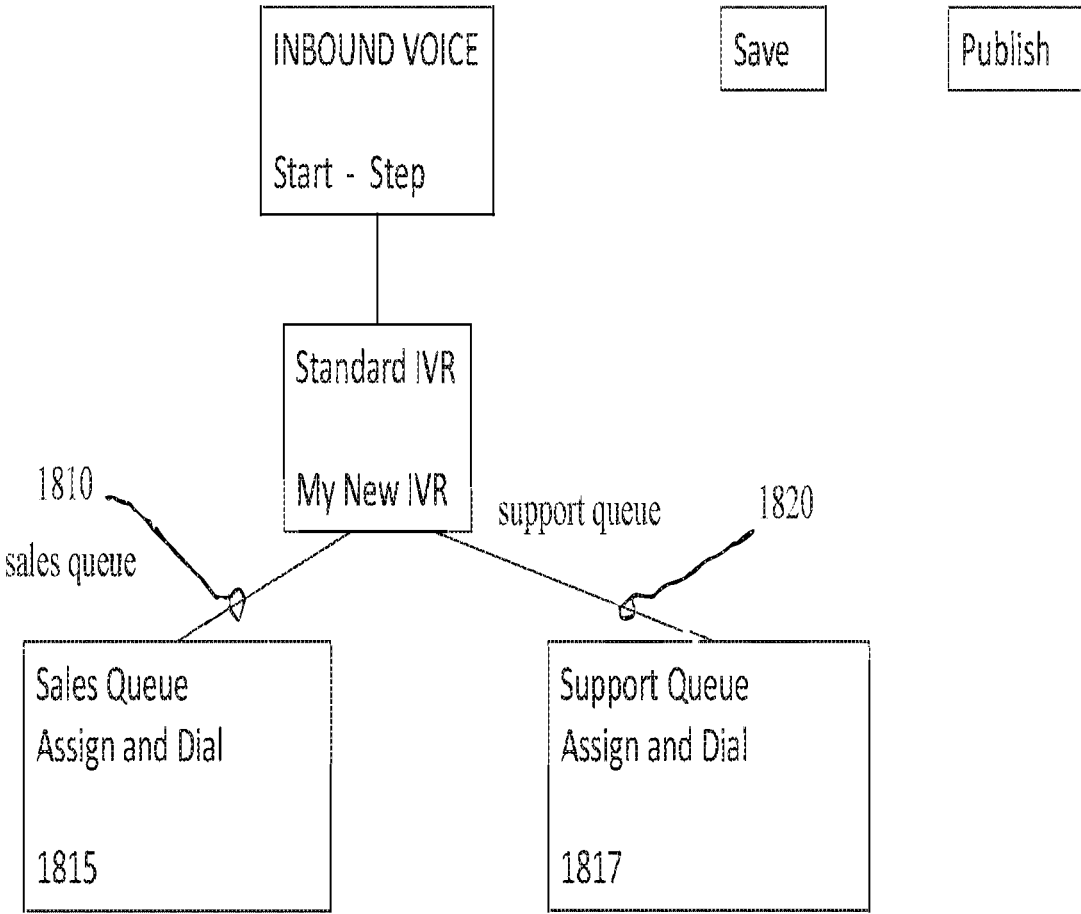 INBOUND VOICE
Start - Step
Save
Publish
Standard IVR
My New IVR
1810
sales queue
support queue
1820
Sales Queue
Assign and Dial
1815
Support Queue
Assign and Dial
1817